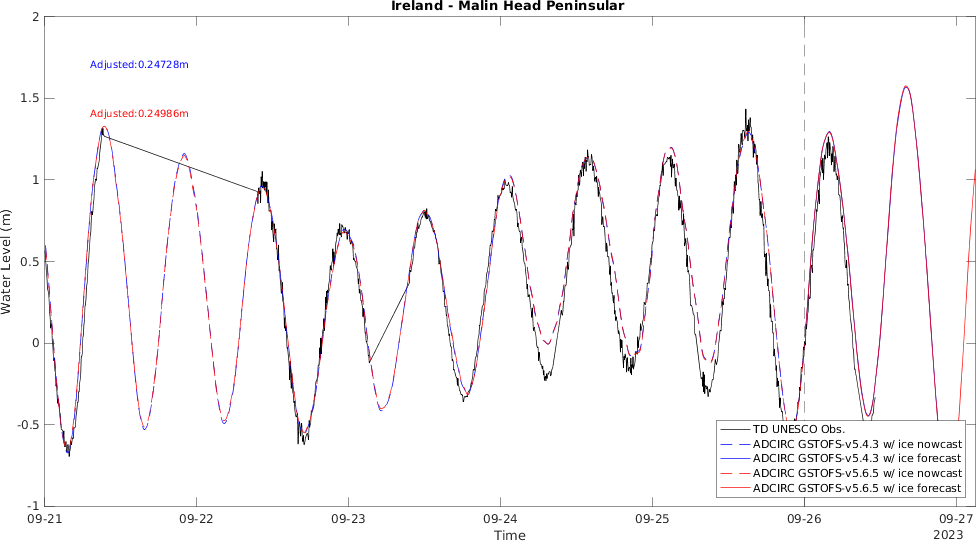 Ireland - Malin Head Peninsular
Adjusted:0.24728m
Adjusted:0.24986m
Water Level (m)
2
1.5
1
0.5
0
-0.5
-1
TD UNESCO Obs.
ADCIRC GSTOFS-v5.4.3 w/ ice nowcast
ADCIRC GSTOFS-v5.4.3 w/ ice forecast
ADCIRC GSTOFS-v5.6.5 w/ ice nowcast
ADCIRC GSTOFS-v5.6.5 w/ ice forecast
09-21 09-22 09-23 09-24 09-25 09-26 09-27
Time
2023